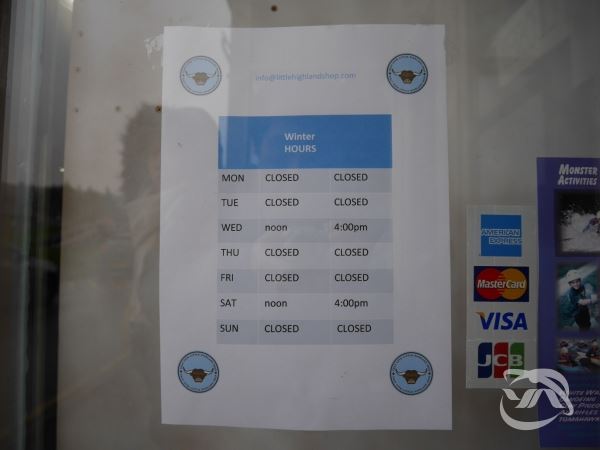 info@littlehighlandshop.com
Winter
HOURS
MON CLOSED CLOSED
TUE CLOSED CLOSED
WED noon 4:00pm
THU CLOSED CLOSED
FRI CLOSED CLOSED
SAT noon 4:00pm
SUN CLOSED CLOSED
MONSTER
ACTIVITIES
AMERICAN
EXPRESS
MasterCard
VISA
JCB
TOMAHAWK